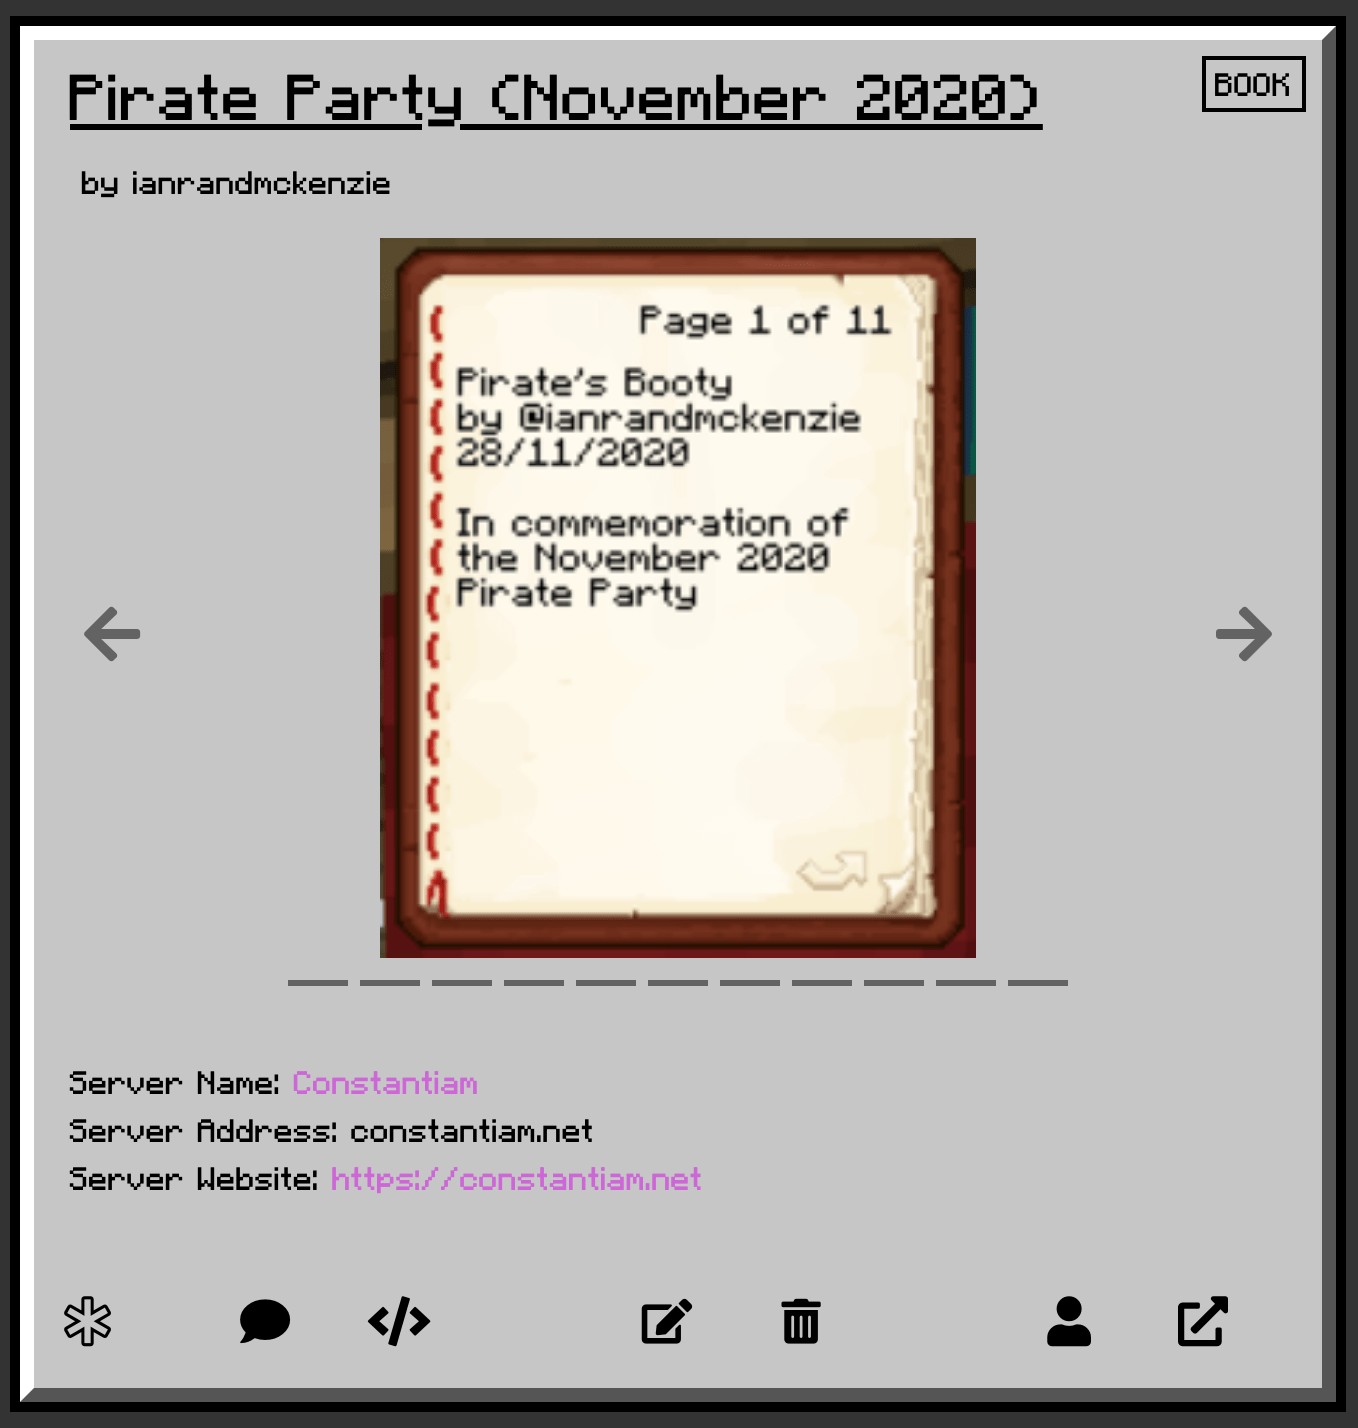 Pirate Party (November 2020)
BOOK
by ianrandmckenzie
Page 1 of 11
Pirate's Booty
by @ianrandmckenzie
28/11/2020
In commemoration of
the November 2020
Pirate Party
Server Name: Constantiam
Server Address: constantiam.net
Server Website: https://constantiam.net